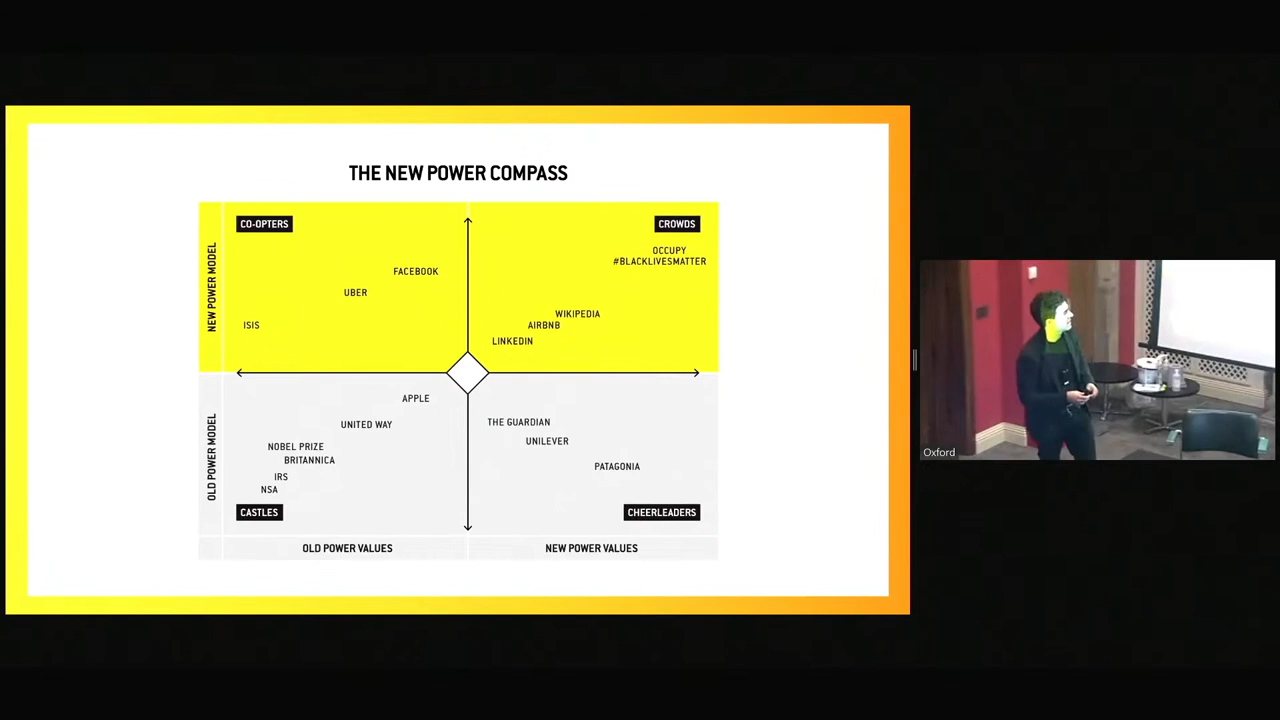 THE NEW POWER COMPASS
NEW POWER MODEL
CO-OPTERS
FACEBOOK
UBER
ISIS
CROWDS
OCCUPY
#BLACKLIVESMATTER
WIKIPEDIA
AIRBNB
LINKEDIN
OLD POWER MODEL
APPLE
UNITED WAY
NOBEL PRIZE
BRITANNICA
IRS
NSA
CASTLES
THE GUARDIAN
UNILEVER
PATAGONIA
CHEERLEADERS
OLD POWER VALUES
NEW POWER VALUES
Oxford